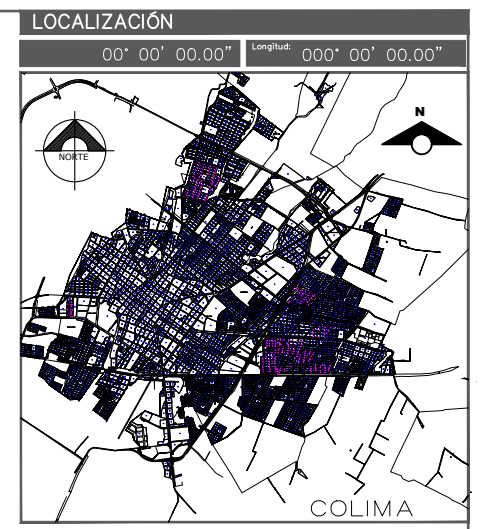 LOCALIZACIÓN
00° 00' 00.00" Longitud: 000° 00' 00.00"
N
NORTE
COLIMA